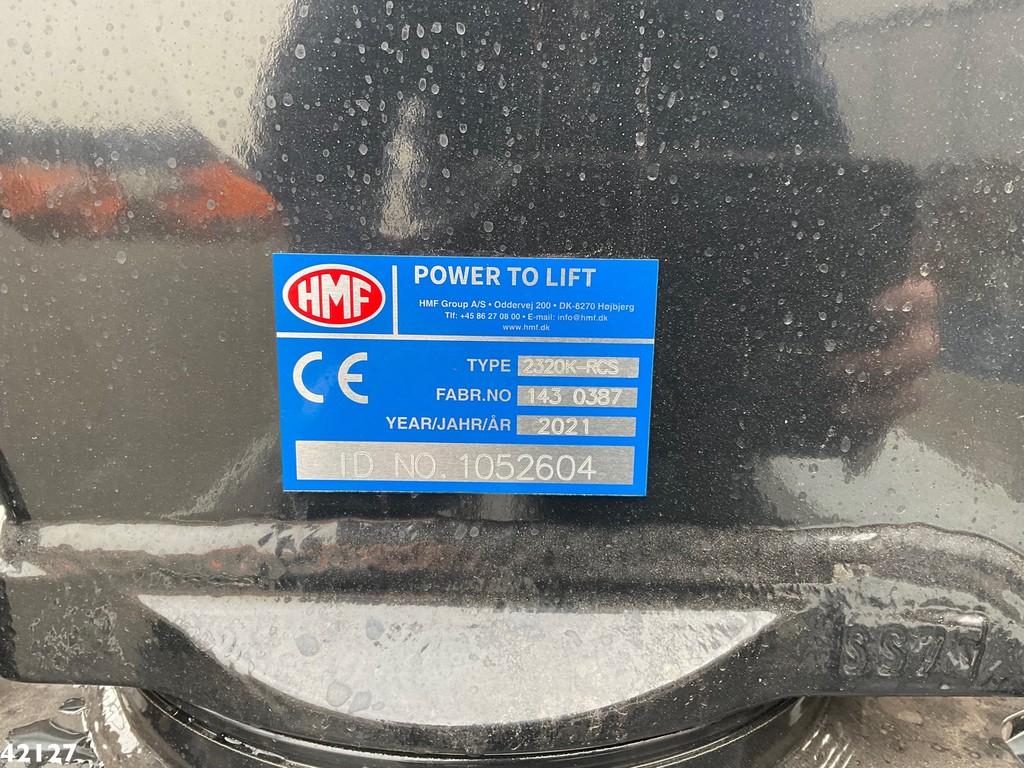 HMF
POWER TO LIFT
HMF Group A/S • Oddervej 200 • DK-8270 Højbjerg
Tlf: +45 86 27 08 00 • E-mail: info@hmf.dk
www.hmf.dk
CE
TYPE 2320K-RCS
FABR.NO 143 0387
YEAR/JAHR/ÅR 2021
ID NO. 1052604
42127